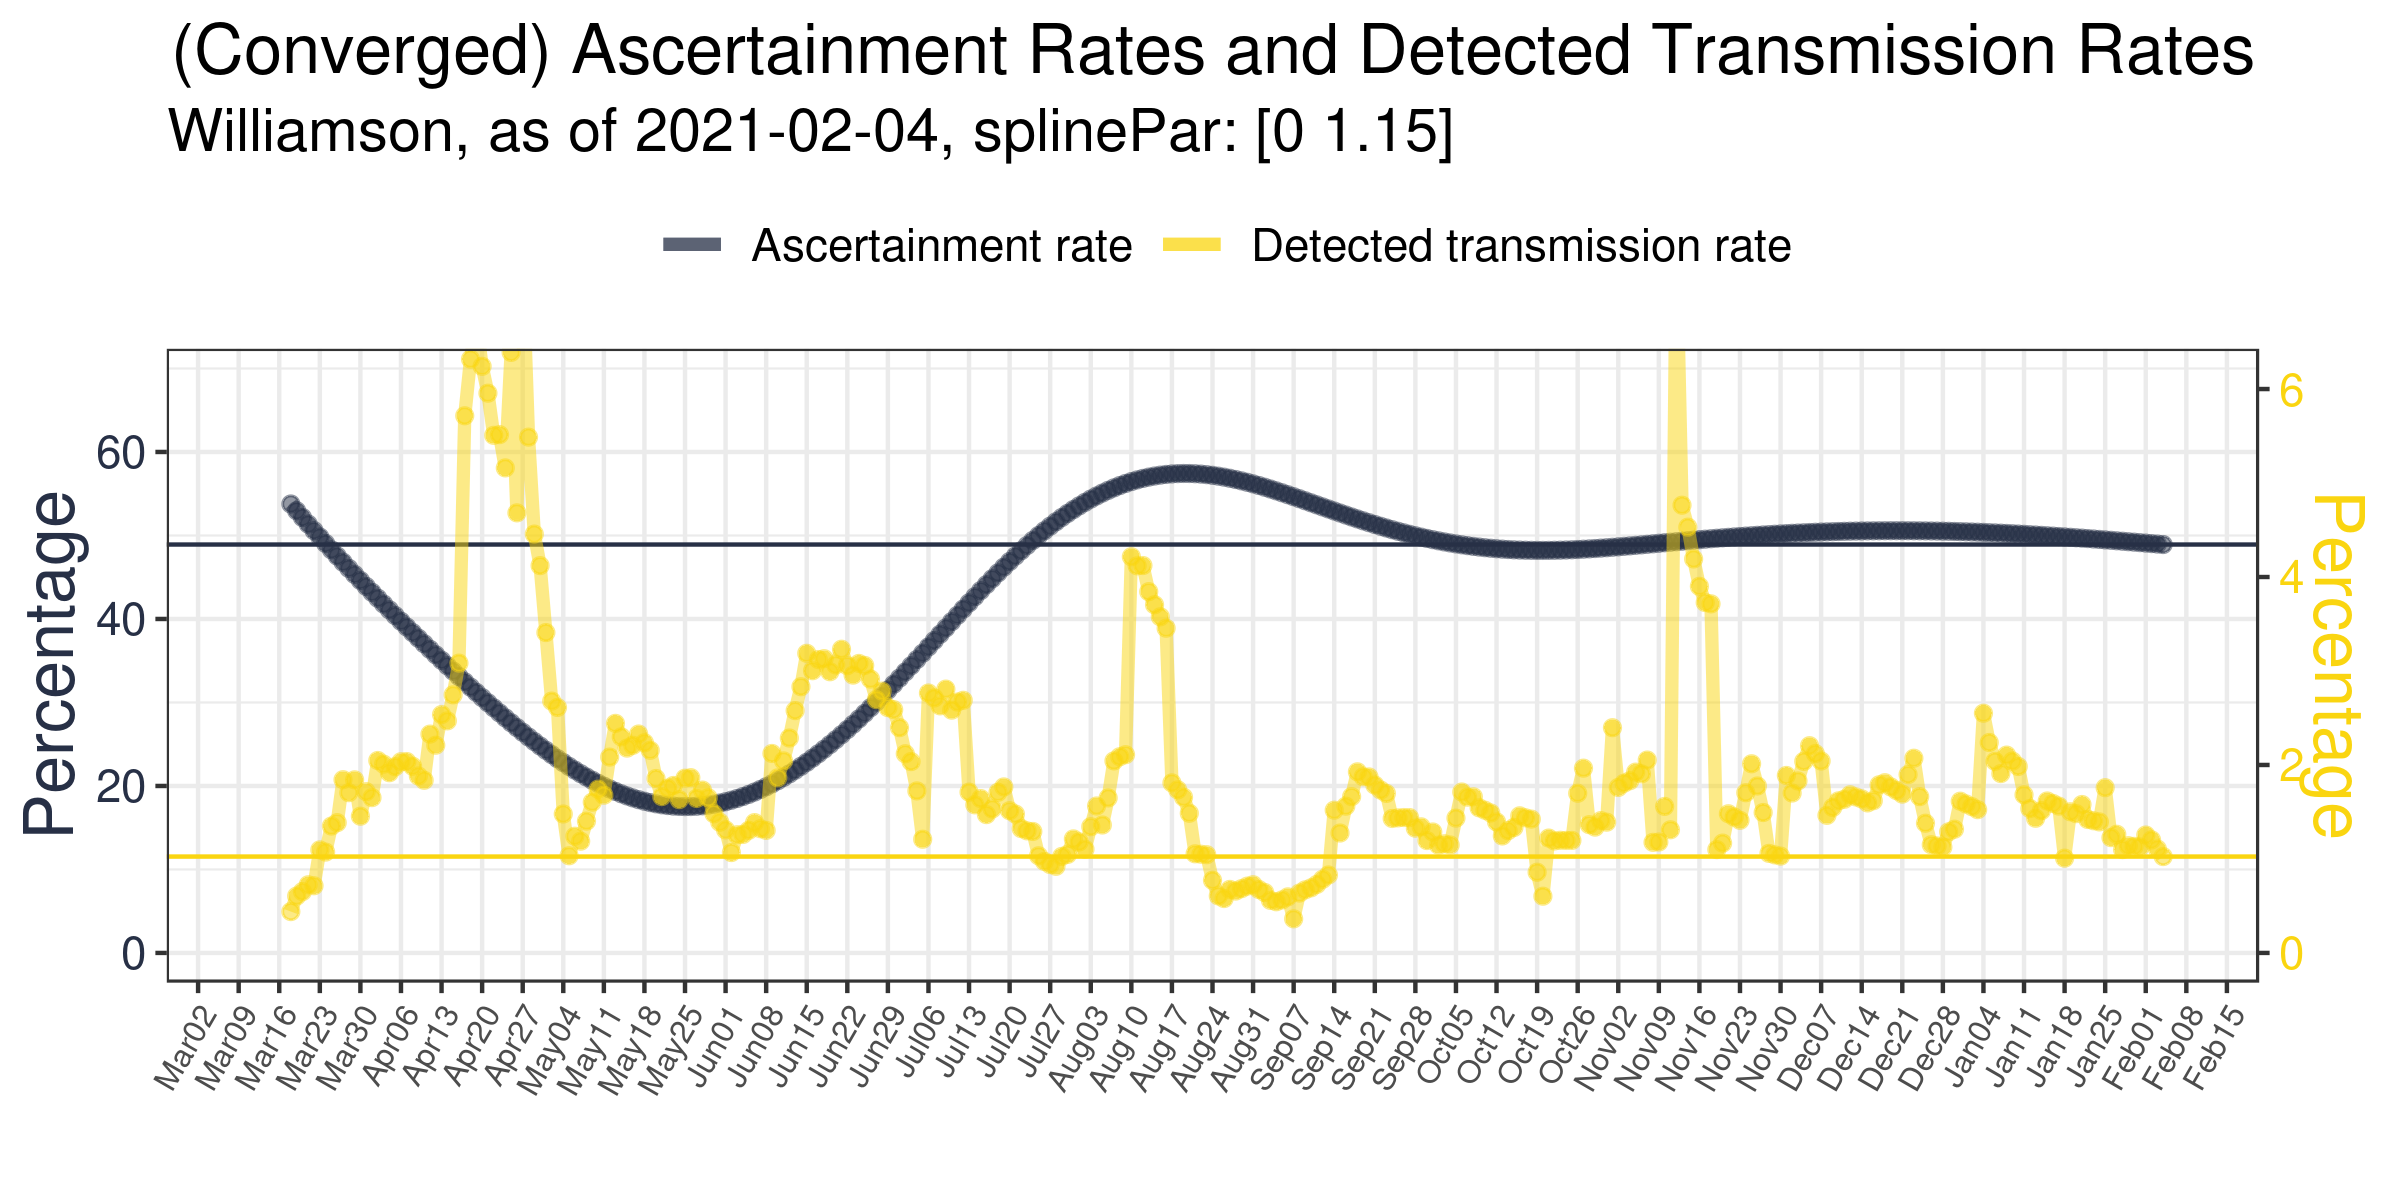 (Converged) Ascertainment Rates and Detected Transmission Rates
Williamson, as of 2021-02-04, splinePar: [0 1.15]
Ascertainment rate Detected transmission rate
Percentage
60
40
20
0
6
4
2
0
Percentage
Mar02 Mar09 Mar16 Mar23 Mar30 Apr06 Apr13 Apr20 Apr27 May04 May11 May18 May25 Jun01 Jun08 Jun15 Jun22 Jun29 Jul06 Jul13 Jul20 Jul27 Aug03 Aug10 Aug17 Aug24 Aug31 Sep07 Sep14 Sep21 Sep28 Oct05 Oct12 Oct19 Oct26 Nov02 Nov09 Nov16 Nov23 Nov30 Dec07 Dec14 Dec21 Dec28 Jan04 Jan11 Jan18 Jan25 Feb01 Feb08 Feb15